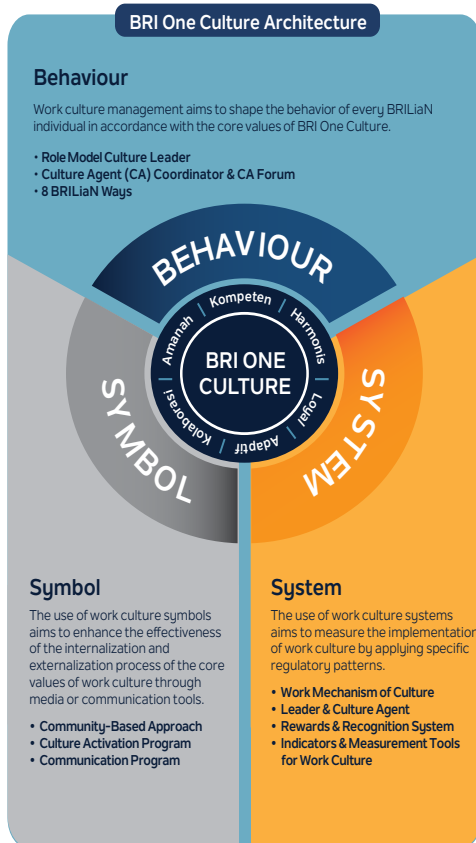 BRI One Culture Architecture
Behaviour
Work culture management aims to shape the behavior of every BRILiaN
individual in accordance with the core values of BRI One Culture.
• Role Model Culture Leader
• Culture Agent (CA) Coordinator & CA Forum
• 8 BRILiaN Ways
BEHAVIOUR
SYMBOL
SYSTEM
Amanah
Kompeten
Harmonis
Loyal
Adaptif
Kolaborasi
BRI ONE
CULTURE
Symbol
The use of work culture symbols
aims to enhance the effectiveness
of the internalization and
externalization process of the core
values of work culture through
media or communication tools.
• Community-Based Approach
• Culture Activation Program
• Communication Program
System
The use of work culture systems
aims to measure the implementation
of work culture by applying specific
regulatory patterns.
• Work Mechanism of Culture
• Leader & Culture Agent
• Rewards & Recognition System
• Indicators & Measurement Tools
for Work Culture